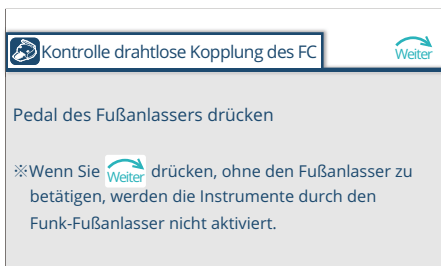 Kontrolle drahtlose Kopplung des FC Weiter
Pedal des Fußanlassers drücken
※Wenn Sie Weiter drücken, ohne den Fußanlasser zu
betätigen, werden die Instrumente durch den
Funk-Fußanlasser nicht aktiviert.